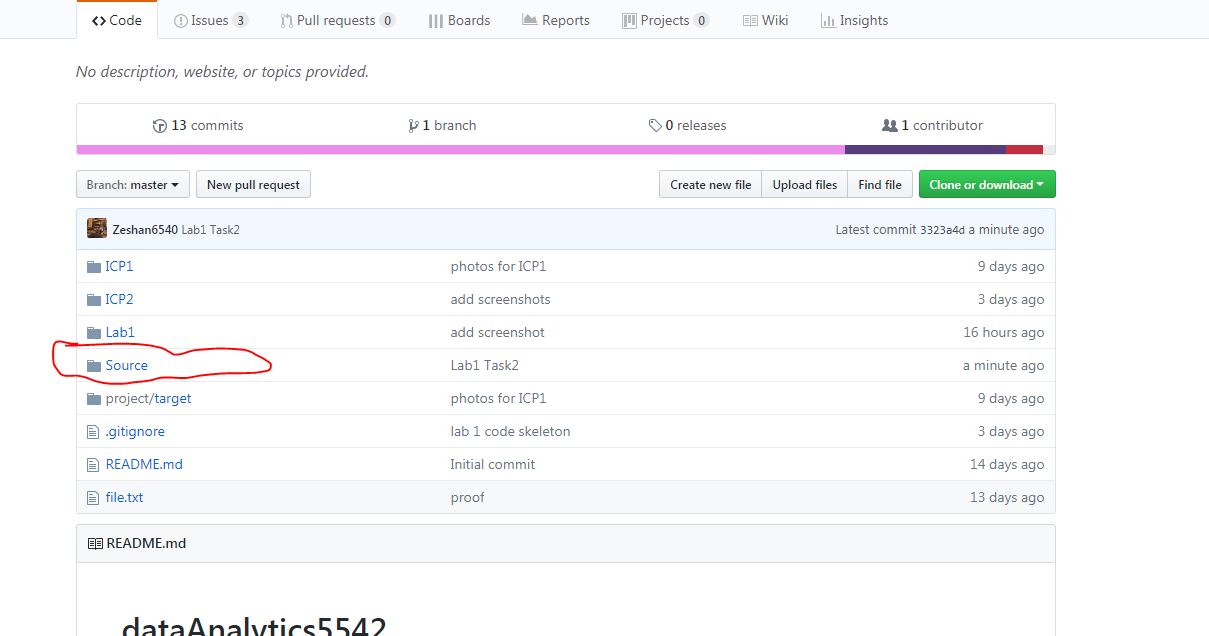 Code Issues 3 Pull requests 0 Boards Reports Projects 0 Wiki Insights
No description, website, or topics provided.
13 commits 1 branch 0 releases 1 contributor
Branch: master New pull request Create new file Upload files Find file Clone or download
Zeshan6540 Lab1 Task2 Latest commit 3323a4d a minute ago
ICP1 photos for ICP1 9 days ago
ICP2 add screenshots 3 days ago
Lab1 add screenshot 16 hours ago
Source Lab1 Task2 a minute ago
project/target photos for ICP1 9 days ago
.gitignore lab 1 code skeleton 3 days ago
README.md Initial commit 14 days ago
file.txt proof 13 days ago
README.md
dataAnalytics5542